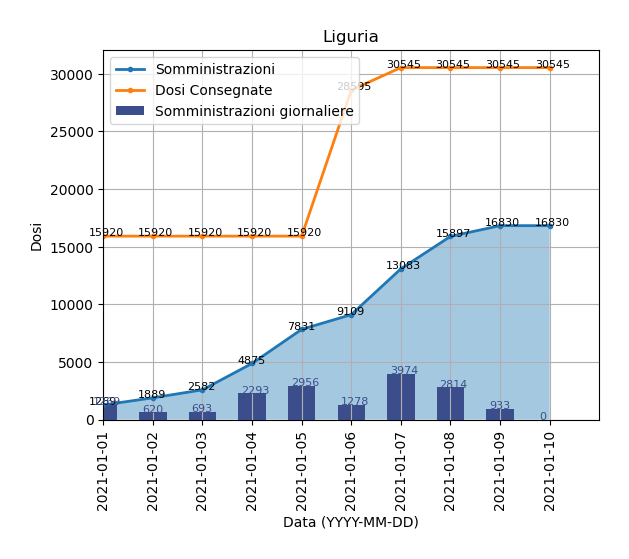 Liguria
Somministrazioni
Dosi Consegnate
Somministrazioni giornaliere
Dosi
30000
25000
20000
15000
10000
5000
0
15920 15920 15920 15920 15920 28595 30545 30545 30545 30545
1889 2582 4875 7831 9109 13083 15897 16830 16830
620 693 2293 2956 1278 3974 2814 933 0
2021-01-01
2021-01-02
2021-01-03
2021-01-04
2021-01-05
2021-01-06
2021-01-07
2021-01-08
2021-01-09
2021-01-10
Data (YYYY-MM-DD)